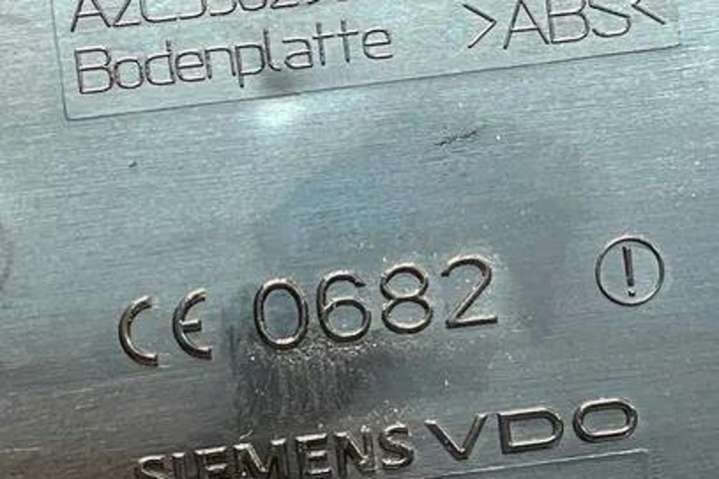 Bodenplatte >ABS<
CE 0682 !
SIEMENS VDO